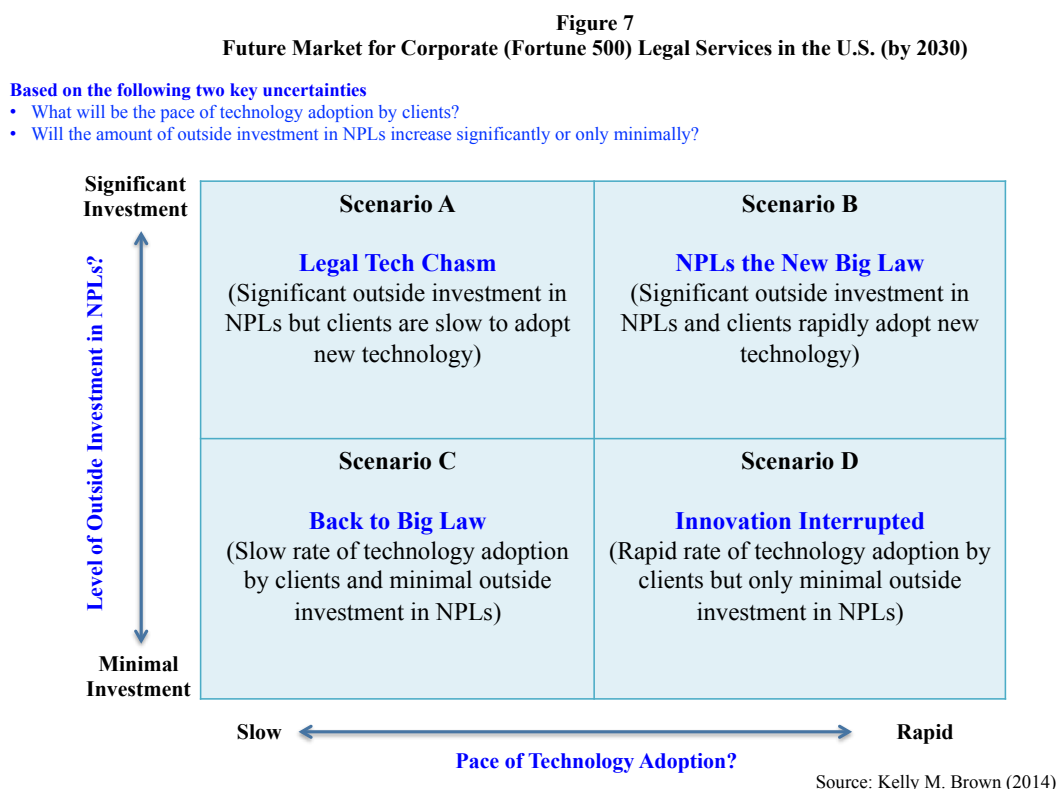 Figure 7
Future Market for Corporate (Fortune 500) Legal Services in the U.S. (by 2030)
Based on the following two key uncertainties
• What will be the pace of technology adoption by clients?
• Will the amount of outside investment in NPLs increase significantly or only minimally?
Significant
Investment
Level of Outside Investment in NPLs?
Minimal
Investment
Scenario A
Legal Tech Chasm
(Significant outside investment in
NPLs but clients are slow to adopt
new technology)
Scenario B
NPLs the New Big Law
(Significant outside investment in
NPLs and clients rapidly adopt new
technology)
Scenario C
Back to Big Law
(Slow rate of technology adoption
by clients and minimal outside
investment in NPLs)
Scenario D
Innovation Interrupted
(Rapid rate of technology adoption by
clients but only minimal outside
investment in NPLs)
Slow
Rapid
Pace of Technology Adoption?
Source: Kelly M. Brown (2014)